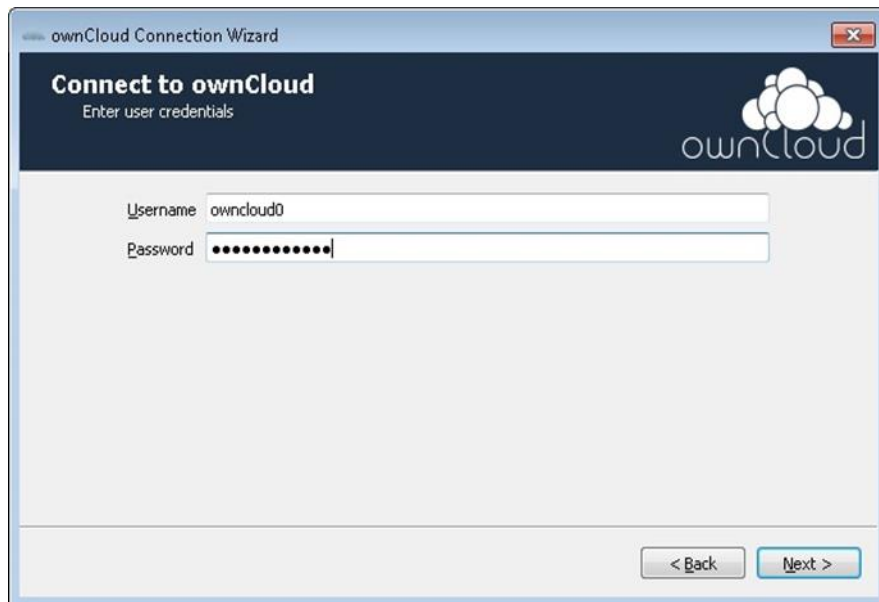 ownCloud Connection Wizard
Connect to ownCloud
Enter user credentials
ownCloud
Username owncloud0
Password ●●●●●●●●●●●●
< Back Next >